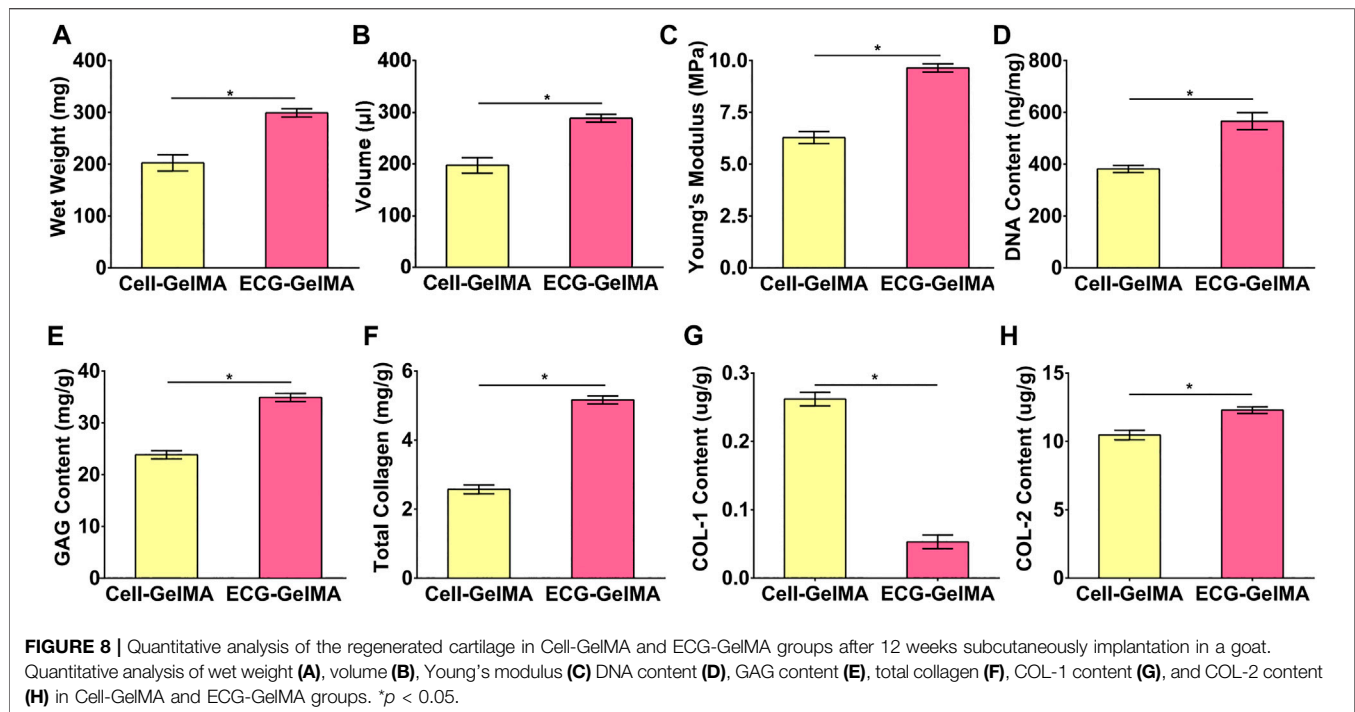 A
Wet Weight (mg)
400
300
200
100
0
*
Cell-GelMA ECG-GelMA
B
Volume (µl)
400
300
200
100
0
*
Cell-GelMA ECG-GelMA
C
Young's Modulus (MPa)
10.0
7.5
5.0
2.5
0.0
*
Cell-GelMA ECG-GelMA
D
DNA Content (ng/mg)
800
600
400
200
0
*
Cell-GelMA ECG-GelMA
E
GAG Content (mg/g)
40
30
20
10
0
*
Cell-GelMA ECG-GelMA
F
Total Collagen (mg/g)
6
4
2
0
*
Cell-GelMA ECG-GelMA
G
COL-1 Content (ug/g)
0.3
0.2
0.1
0.0
*
Cell-GelMA ECG-GelMA
H
COL-2 Content (ug/g)
15
10
5
0
*
Cell-GelMA ECG-GelMA
FIGURE 8 | Quantitative analysis of the regenerated cartilage in Cell-GelMA and ECG-GelMA groups after 12 weeks subcutaneously implantation in a goat.
Quantitative analysis of wet weight (A), volume (B), Young's modulus (C) DNA content (D), GAG content (E), total collagen (F), COL-1 content (G), and COL-2 content
(H) in Cell-GelMA and ECG-GelMA groups. *p < 0.05.